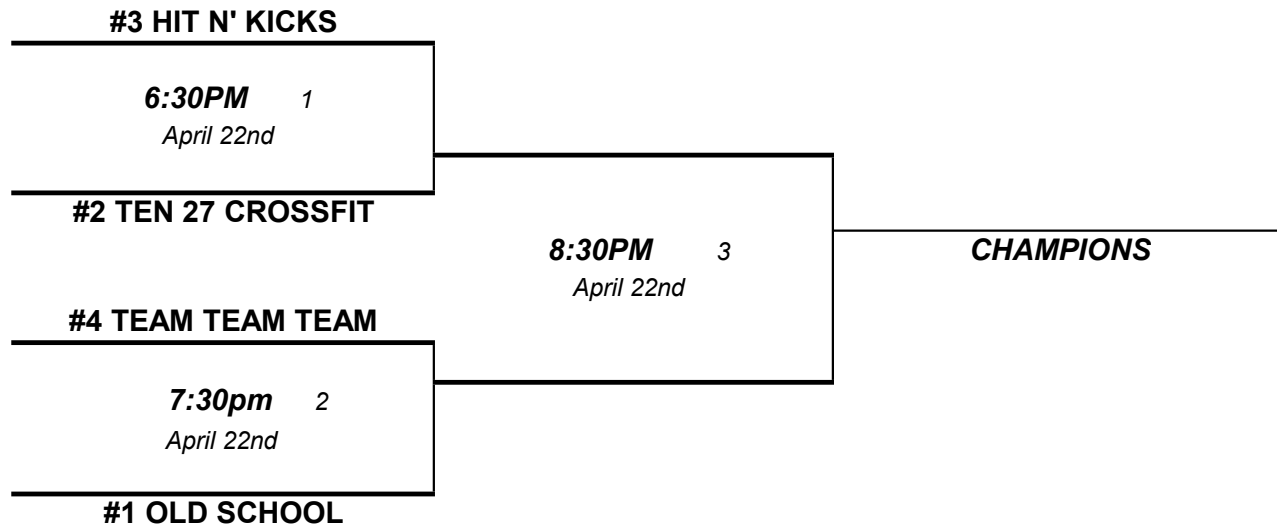 #3 HIT N' KICKS
6:30PM 1
April 22nd
#2 TEN 27 CROSSFIT
8:30PM 3
April 22nd
CHAMPIONS
#4 TEAM TEAM TEAM
7:30pm 2
April 22nd
#1 OLD SCHOOL